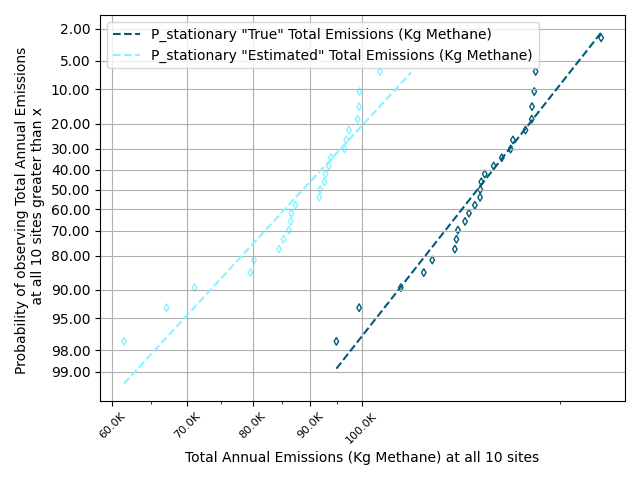 P_stationary "True" Total Emissions (Kg Methane)
P_stationary "Estimated" Total Emissions (Kg Methane)
Probability of observing Total Annual Emissions
at all 10 sites greater than x
2.00
5.00
10.00
20.00
30.00
40.00
50.00
60.00
70.00
80.00
90.00
95.00
98.00
99.00
60.0K
70.0K
80.0K
90.0K
100.0K
Total Annual Emissions (Kg Methane) at all 10 sites